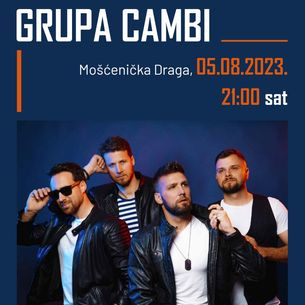 GRUPA CAMBI
Mošćenička Draga, 05.08.2023.
21:00 sat